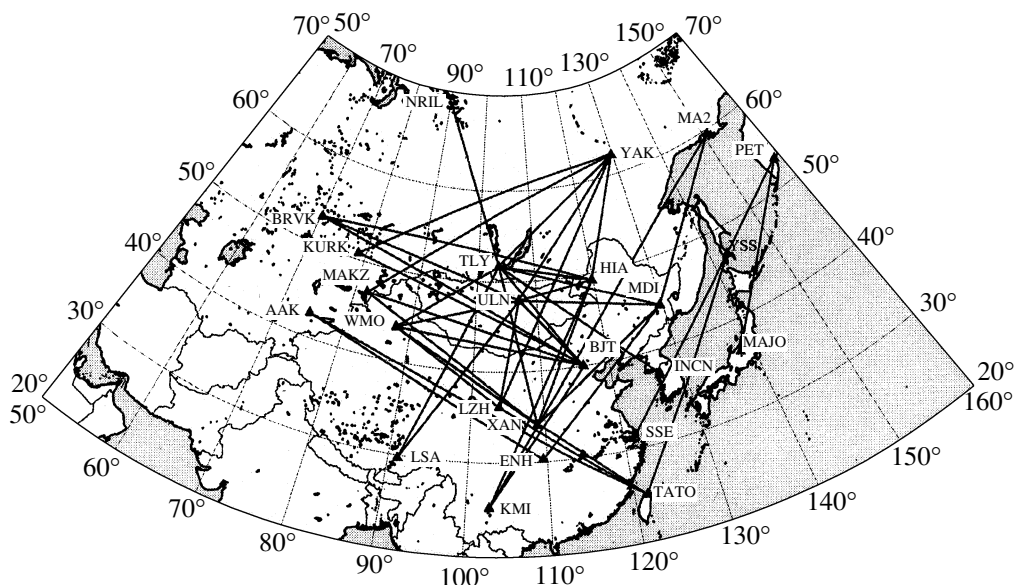 70° 50° 70° 90° 110° 130° 150° 70°
60° NRIL 60°
MA2
YAK PET
50° 50°
BRVK
40° KURK TLY YSS 40°
HIA
MAKZ ULN MDJ
30° AAK WMO 30°
BJT MAJO
INCN
20° 20°
50° LZH 160°
XAN SSE
60° LSA ENH 150°
TATO
70° KMI 140°
80° 130°
90° 100° 110° 120°